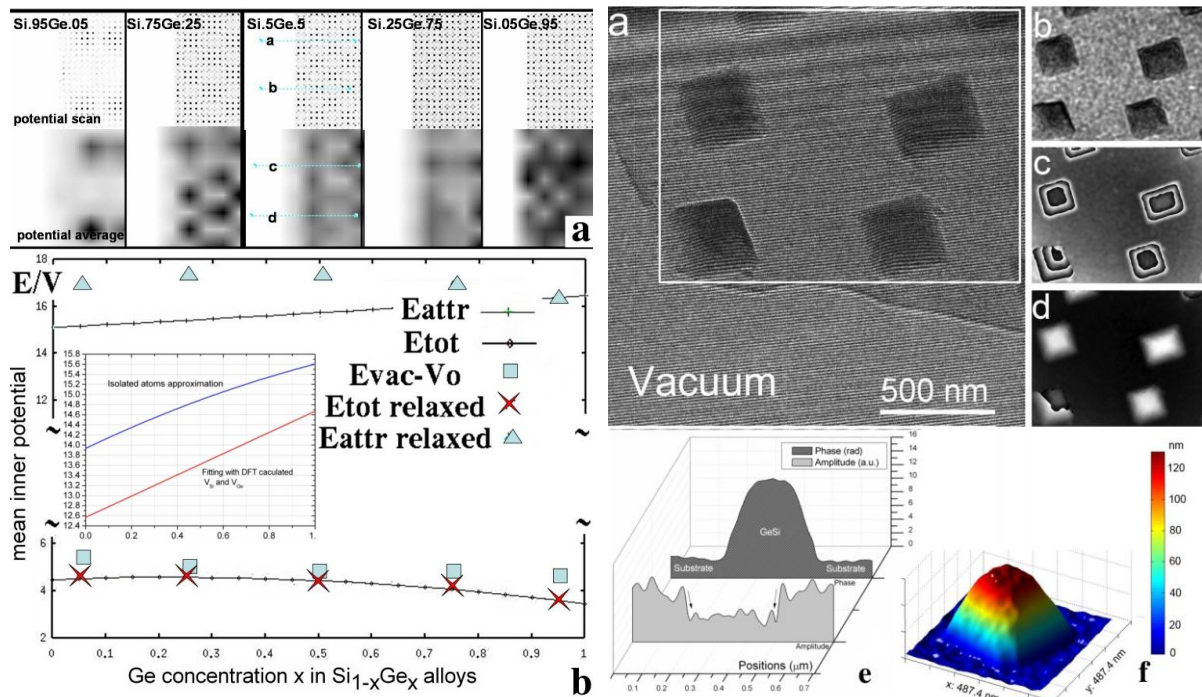 Si.95Ge.05 Si.75Ge.25 Si.5Ge.5 Si.25Ge.75 Si.05Ge.95
a
b
potential scan
c
d
potential average
a
18
E/V
16
14
12
~ ~
~ ~
6
4
2
mean inner potential
Eattr
Etot
Evac-Vo
Etot relaxed
Eattr relaxed
15.8
15.6
15.4
15.2
15.0
14.8
14.6
14.4
14.2
14.0
13.8
13.6
13.4
13.2
13.0
12.8
12.6
12.4
Isolated atoms approximation
Fitting with DFT caculated
V_Si and V_Ge
0.0 0.2 0.4 0.6 0.8 1.
0 0.1 0.2 0.3 0.4 0.5 0.6 0.7 0.8 0.9 1
Ge concentration x in Si1-xGex alloys
b
a
Vacuum
500 nm
b
c
d
16
14
12
10
8
6
4
2
0
Phase (rad)
Amplitude (a.u.)
GeSi
Substrate
Substrate
Phase
Amplitude
Positions (μm)
0.1 0.2 0.3 0.4 0.5 0.6 0.7
e
nm
120
100
80
60
40
20
0
x: 487.4 nm
y: 487.4 nm
f